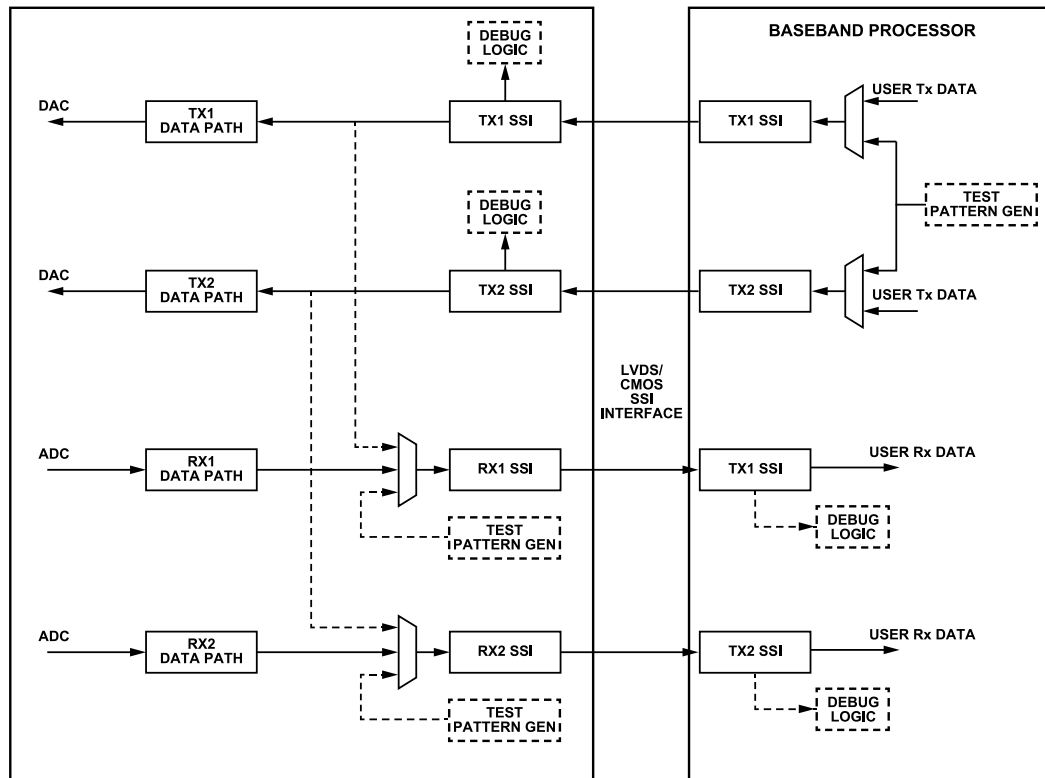 BASEBAND PROCESSOR
DEBUG
LOGIC
USER Tx DATA
DAC
TX1
DATA PATH
TX1 SSI
TX1 SSI
TEST
PATTERN GEN
DEBUG
LOGIC
DAC
TX2
DATA PATH
TX2 SSI
TX2 SSI
USER Tx DATA
LVDS/
CMOS
SSI
INTERFACE
ADC
RX1
DATA PATH
RX1 SSI
TX1 SSI
USER Rx DATA
TEST
PATTERN GEN
DEBUG
LOGIC
ADC
RX2
DATA PATH
RX2 SSI
TX2 SSI
USER Rx DATA
TEST
PATTERN GEN
DEBUG
LOGIC